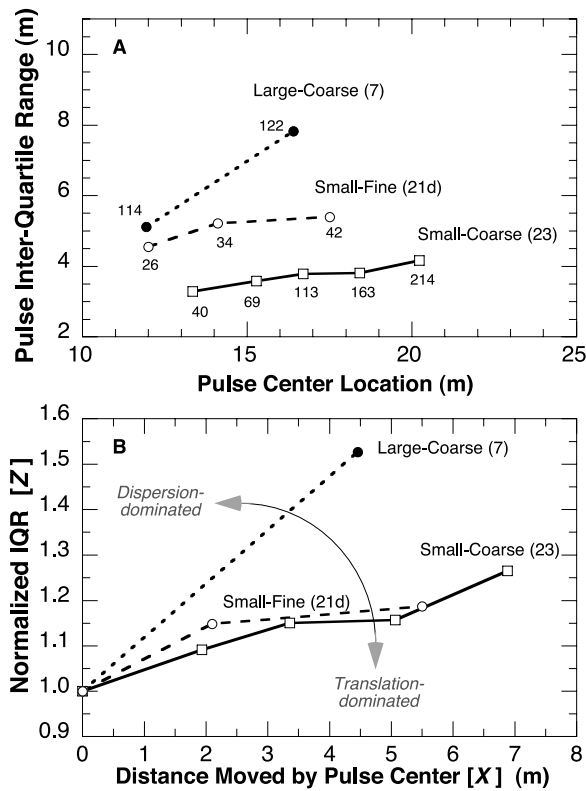 Pulse Inter-Quartile Range (m)
10
8
6
4
2
A
Large-Coarse (7)
122
114
Small-Fine (21d)
26
34
42
Small-Coarse (23)
40
69
113
163
214
10
15
20
25
Pulse Center Location (m)
Normalized IQR [Z]
1.6
1.5
1.4
1.3
1.2
1.1
1.0
0.9
B
Large-Coarse (7)
Dispersion-
dominated
Small-Coarse (23)
Small-Fine (21d)
Translation-
dominated
0
1
2
3
4
5
6
7
8
Distance Moved by Pulse Center [X] (m)